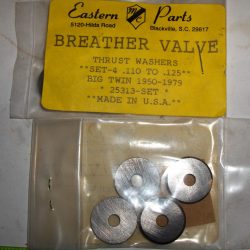 Eastern Parts
5120-Hilda Road
Blackville, S.C. 29817
BREATHER VALVE
THRUST WASHERS
**SET-4 .110 TO .125**
BIG TWIN 1950-1979
* 25313-SET *
**MADE IN U.S.A.**